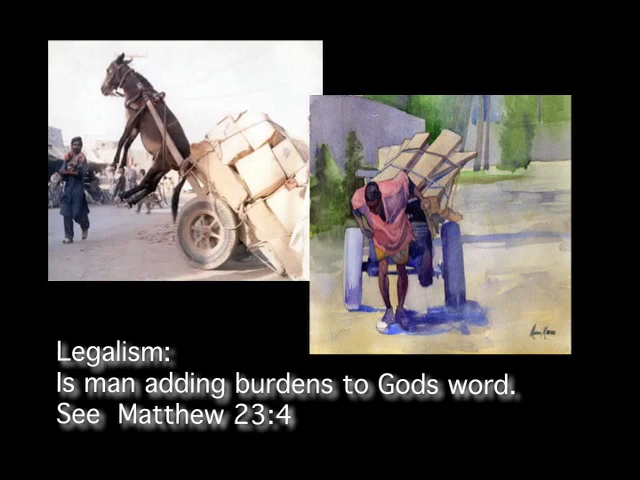 Legalism:
Is man adding burdens to Gods word.
See  Matthew 23:4